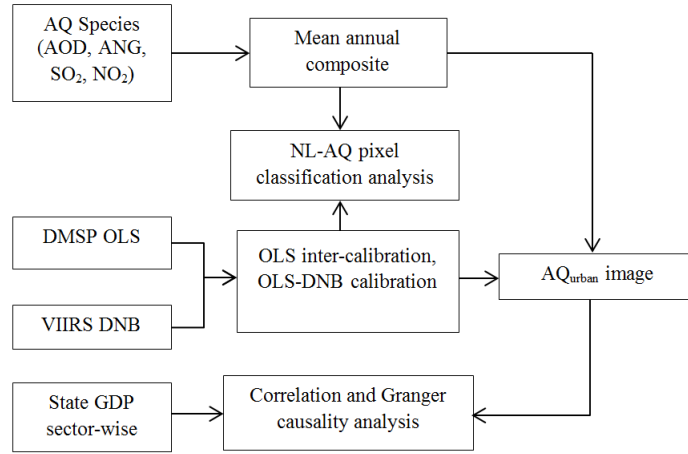 AQ Species
(AOD, ANG,
SO₂, NO₂)
Mean annual
composite
NL-AQ pixel
classification analysis
DMSP OLS
VIIRS DNB
OLS inter-calibration,
OLS-DNB calibration
AQurban image
State GDP
sector-wise
Correlation and Granger
causality analysis